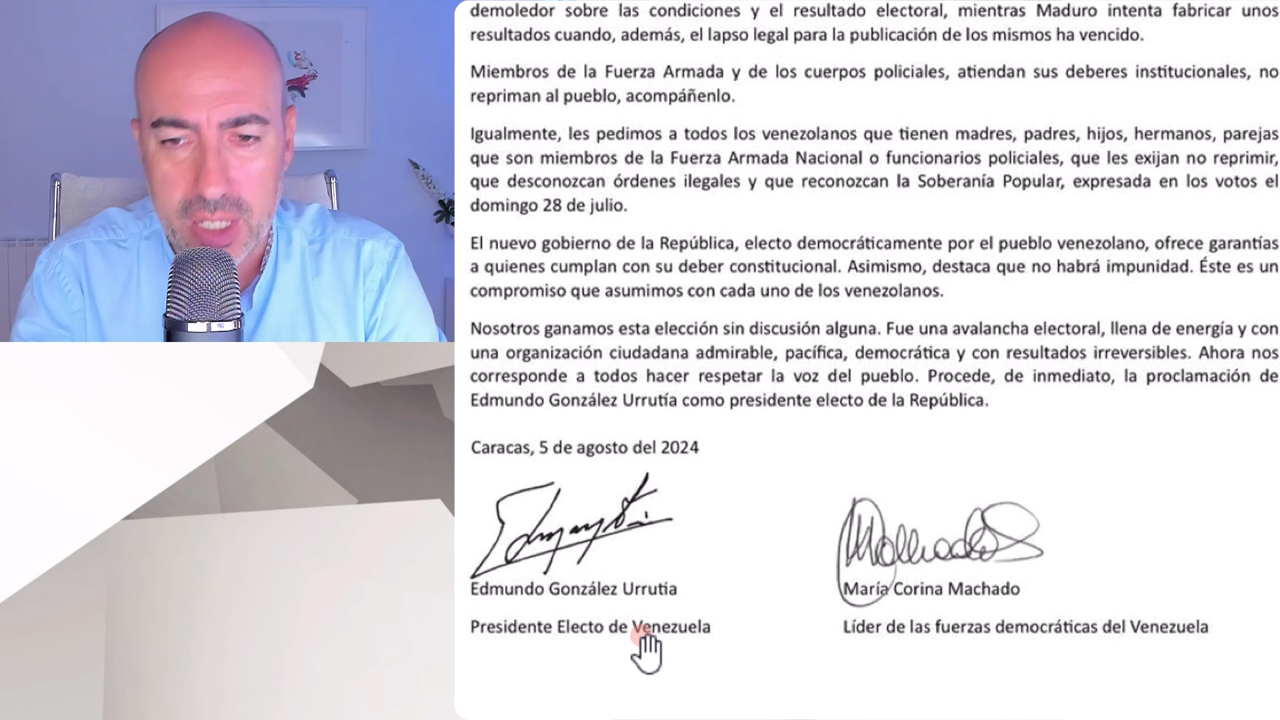 demoledor sobre las condiciones y el resultado electoral, mientras Maduro intenta fabricar unos
resultados cuando, además, el lapso legal para la publicación de los mismos ha vencido.
Miembros de la Fuerza Armada y de los cuerpos policiales, atiendan sus deberes institucionales, no
repriman al pueblo, acompáñenlo.
Igualmente, les pedimos a todos los venezolanos que tienen madres, padres, hijos, hermanos, parejas
que son miembros de la Fuerza Armada Nacional o funcionarios policiales, que les exijan no reprimir,
que desconozcan órdenes ilegales y que reconozcan la Soberanía Popular, expresada en los votos el
domingo 28 de julio.
El nuevo gobierno de la República, electo democráticamente por el pueblo venezolano, ofrece garantías
a quienes cumplan con su deber constitucional. Asimismo, destaca que no habrá impunidad. Éste es un
compromiso que asumimos con cada uno de los venezolanos.
Nosotros ganamos esta elección sin discusión alguna. Fue una avalancha electoral, llena de energía y con
una organización ciudadana admirable, pacífica, democrática y con resultados irreversibles. Ahora nos
corresponde a todos hacer respetar la voz del pueblo. Procede, de inmediato, la proclamación de
Edmundo González Urrutía como presidente electo de la República.
Caracas, 5 de agosto del 2024
Edmundo González Urrutia
María Corina Machado
Presidente Electo de Venezuela
Líder de las fuerzas democráticas del Venezuela